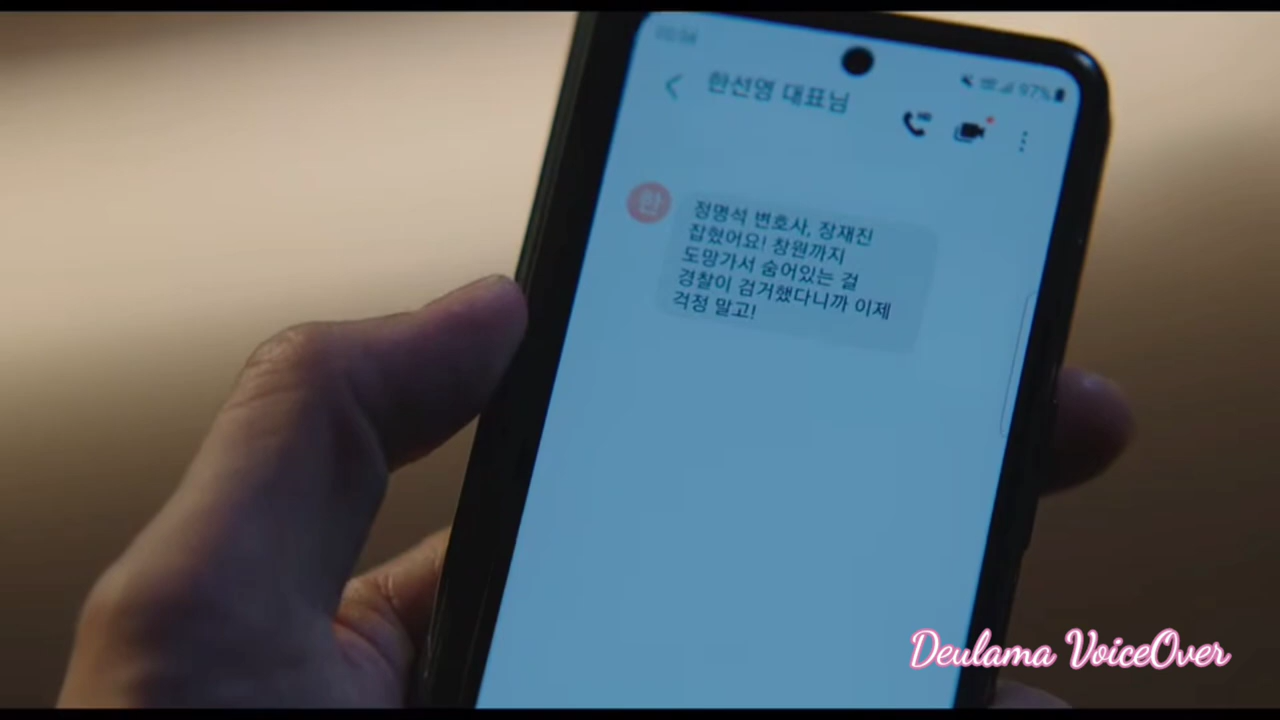 한선영 대표님
97%
한
정명석 변호사, 장재진
잡혔어요! 창원까지
도망가서 숨어있는 걸
경찰이 검거했다니까 이제
걱정 말고!
Deulama VoiceOver